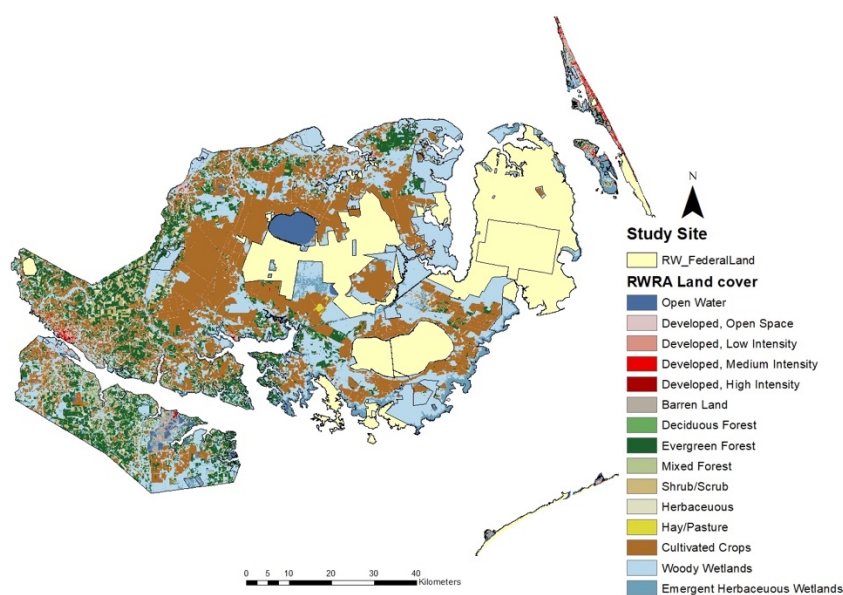 N
Study Site
RW_FederalLand
RWRA Land cover
Open Water
Developed, Open Space
Developed, Low Intensity
Developed, Medium Intensity
Developed, High Intensity
Barren Land
Deciduous Forest
Evergreen Forest
Mixed Forest
Shrub/Scrub
Herbaceuous
Hay/Pasture
Cultivated Crops
Woody Wetlands
Emergent Herbaceuous Wetlands
0 5 10 20 30 40
Kilometers